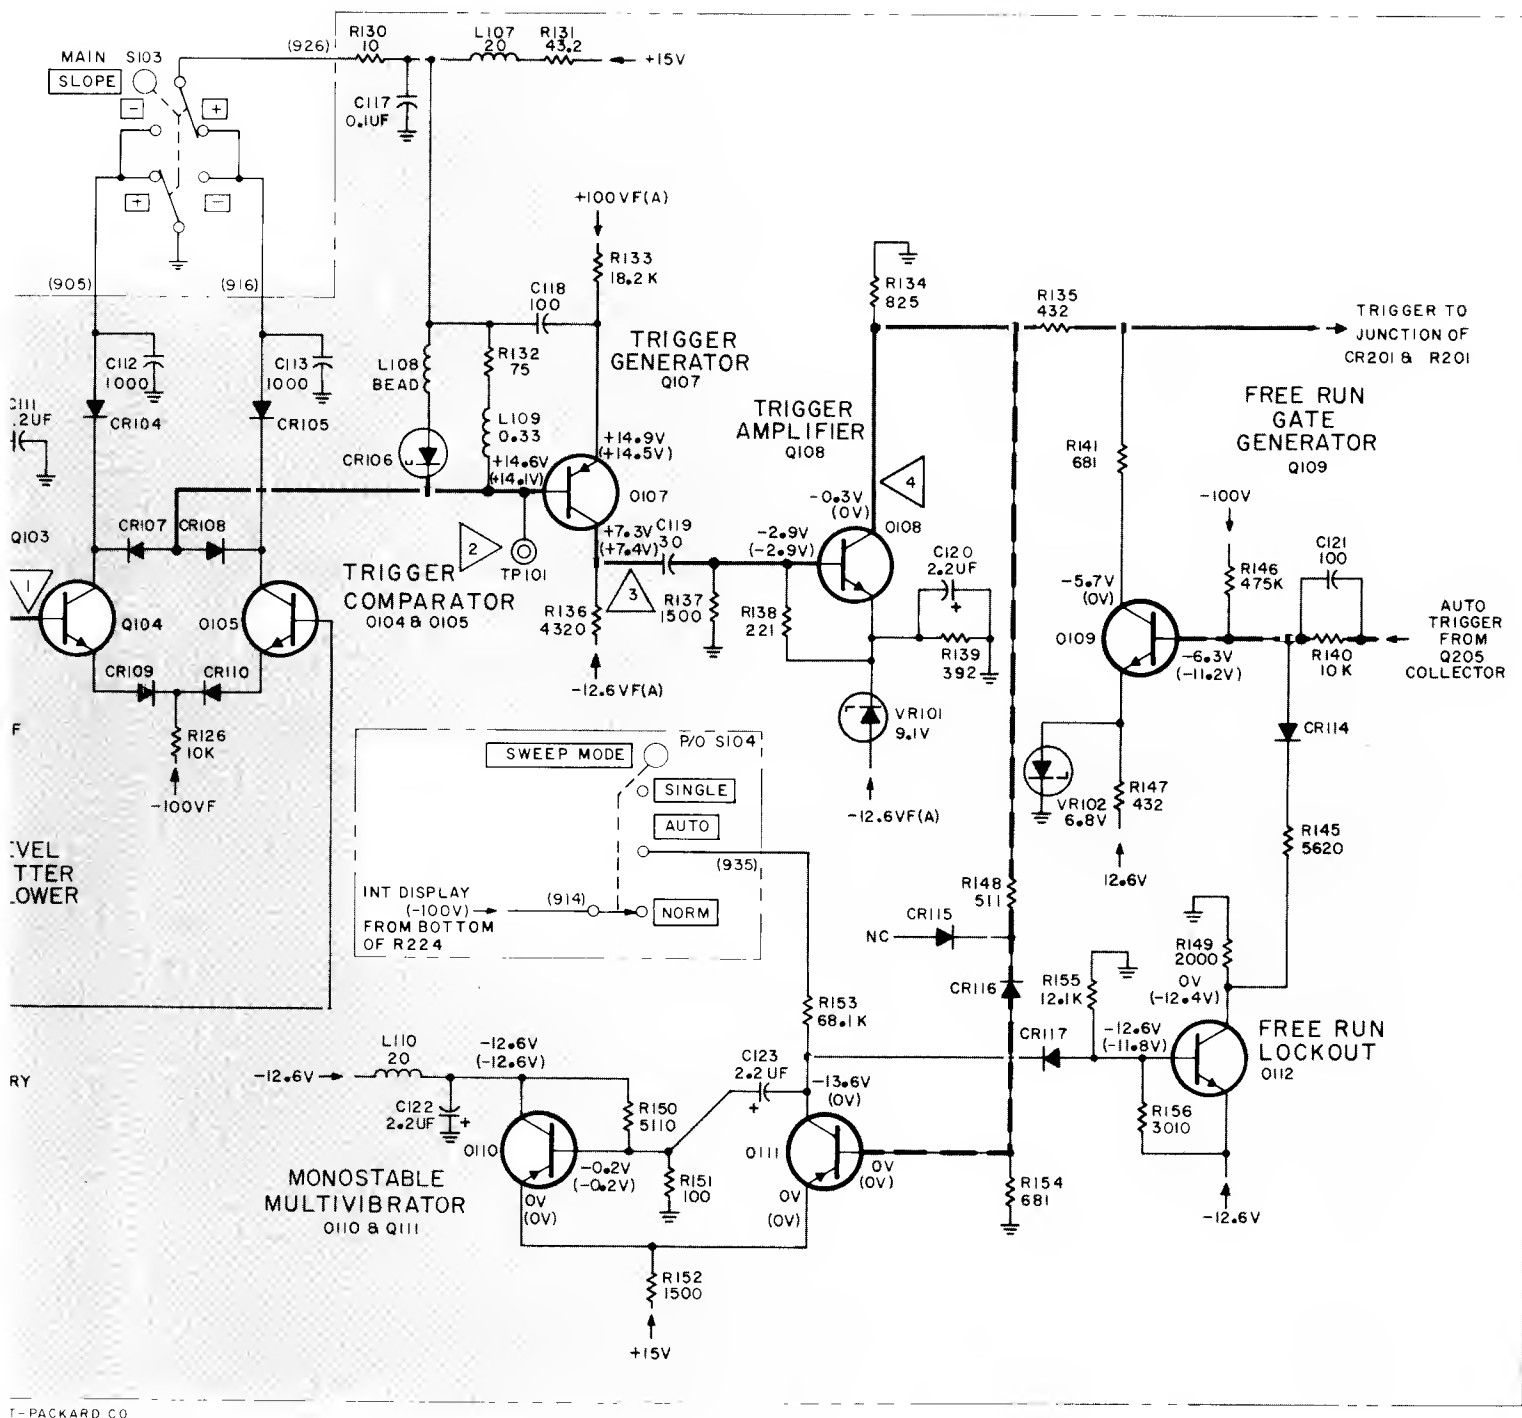 MAIN S103
SLOPE
(926)
R130
10
L107
20
R131
43.2
+15V
C117
0.1UF
-
+
+
-
+100VF(A)
R133
18.2K
(905)
(916)
C118
100
TRIGGER
GENERATOR
Q107
R134
825
R135
432
TRIGGER TO
JUNCTION OF
CR201 & R201
C112
1000
C113
1000
L108
BEAD
R132
75
C111
.2UF
CR104
CR105
L109
0.33
CR106
+14.6V
(+14.1V)
+14.9V
(+14.5V)
Q107
TRIGGER
AMPLIFIER
Q108
R141
681
FREE RUN
GATE
GENERATOR
Q109
4
-0.3V
(0V)
Q108
-100V
Q103
CR107
CR108
1
2
TP101
+7.3V
(+7.4V)
C119
30
3
-2.9V
(-2.9V)
C120
2.2UF
+
R146
475K
C121
100
TRIGGER
COMPARATOR
Q104 & Q105
Q104
Q105
R136
4320
R137
1500
R138
221
R139
392
-5.7V
(0V)
Q109
-6.3V
(-11.2V)
R140
10K
AUTO
TRIGGER
FROM
Q205
COLLECTOR
CR109
CR110
-12.6VF(A)
VR101
9.1V
CR114
F
R126
10K
-100VF
SWEEP MODE
P/O S104
SINGLE
AUTO
(935)
-12.6VF(A)
VR102
6.8V
R147
432
12.6V
R145
5620
EVEL
TTER
LOWER
INT DISPLAY
(-100V)
FROM BOTTOM
OF R224
(914)
NORM
R148
511
CR115
NC
R149
2000
0V
(-12.4V)
R153
68.1K
CR116
R155
12.1K
CR117
-12.6V
(-11.8V)
FREE RUN
LOCKOUT
Q112
RY
-12.6V
L110
20
-12.6V
(-12.6V)
C122
2.2UF
+
R150
5110
C123
2.2UF
+
-13.6V
(0V)
R156
3010
Q110
-0.2V
(-0.2V)
R151
100
Q111
0V
(0V)
R154
681
-12.6V
MONOSTABLE
MULTIVIBRATOR
Q110 & Q111
0V
(0V)
0V
(0V)
R152
1500
+15V
T-PACKARD CO